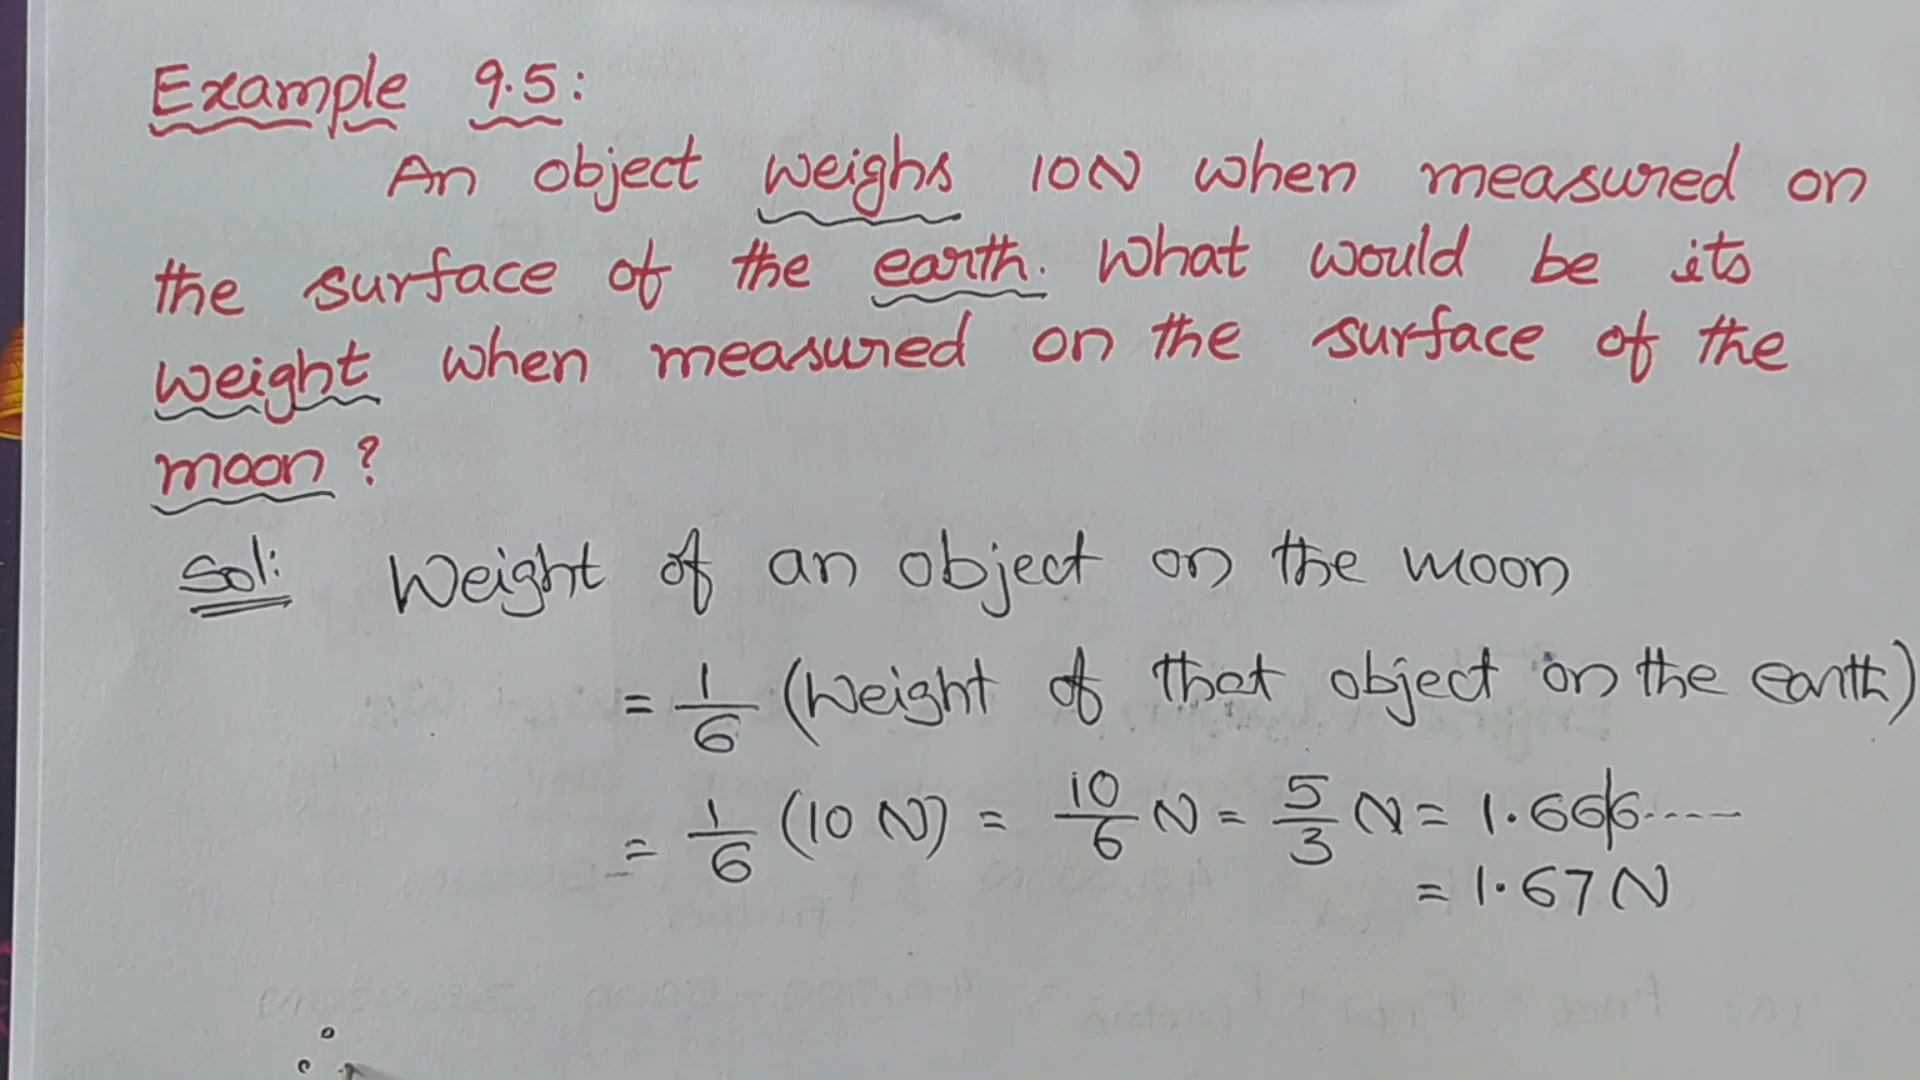 Example 9.5:
An object weighs 10N when measured on
the surface of the earth. What would be its
weight when measured on the surface of the
moon?
Sol: Weight of an object on the moon
= 1/6 (Weight of that object on the earth)
= 1/6 (10 N) = 10/6 N = 5/3 N = 1.666....
= 1.67 N